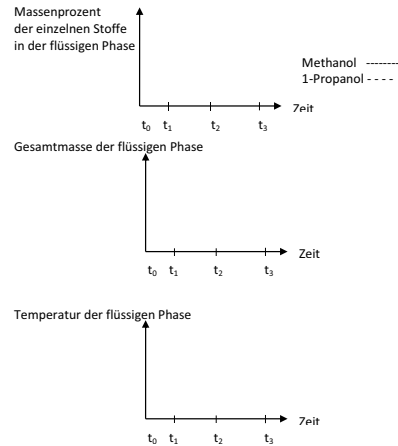 Massenprozent
der einzelnen Stoffe
in der flüssigen Phase
Methanol --------
1-Propanol - - - -
Zeit
t0 t1 t2 t3
Gesamtmasse der flüssigen Phase
Zeit
t0 t1 t2 t3
Temperatur der flüssigen Phase
Zeit
t0 t1 t2 t3